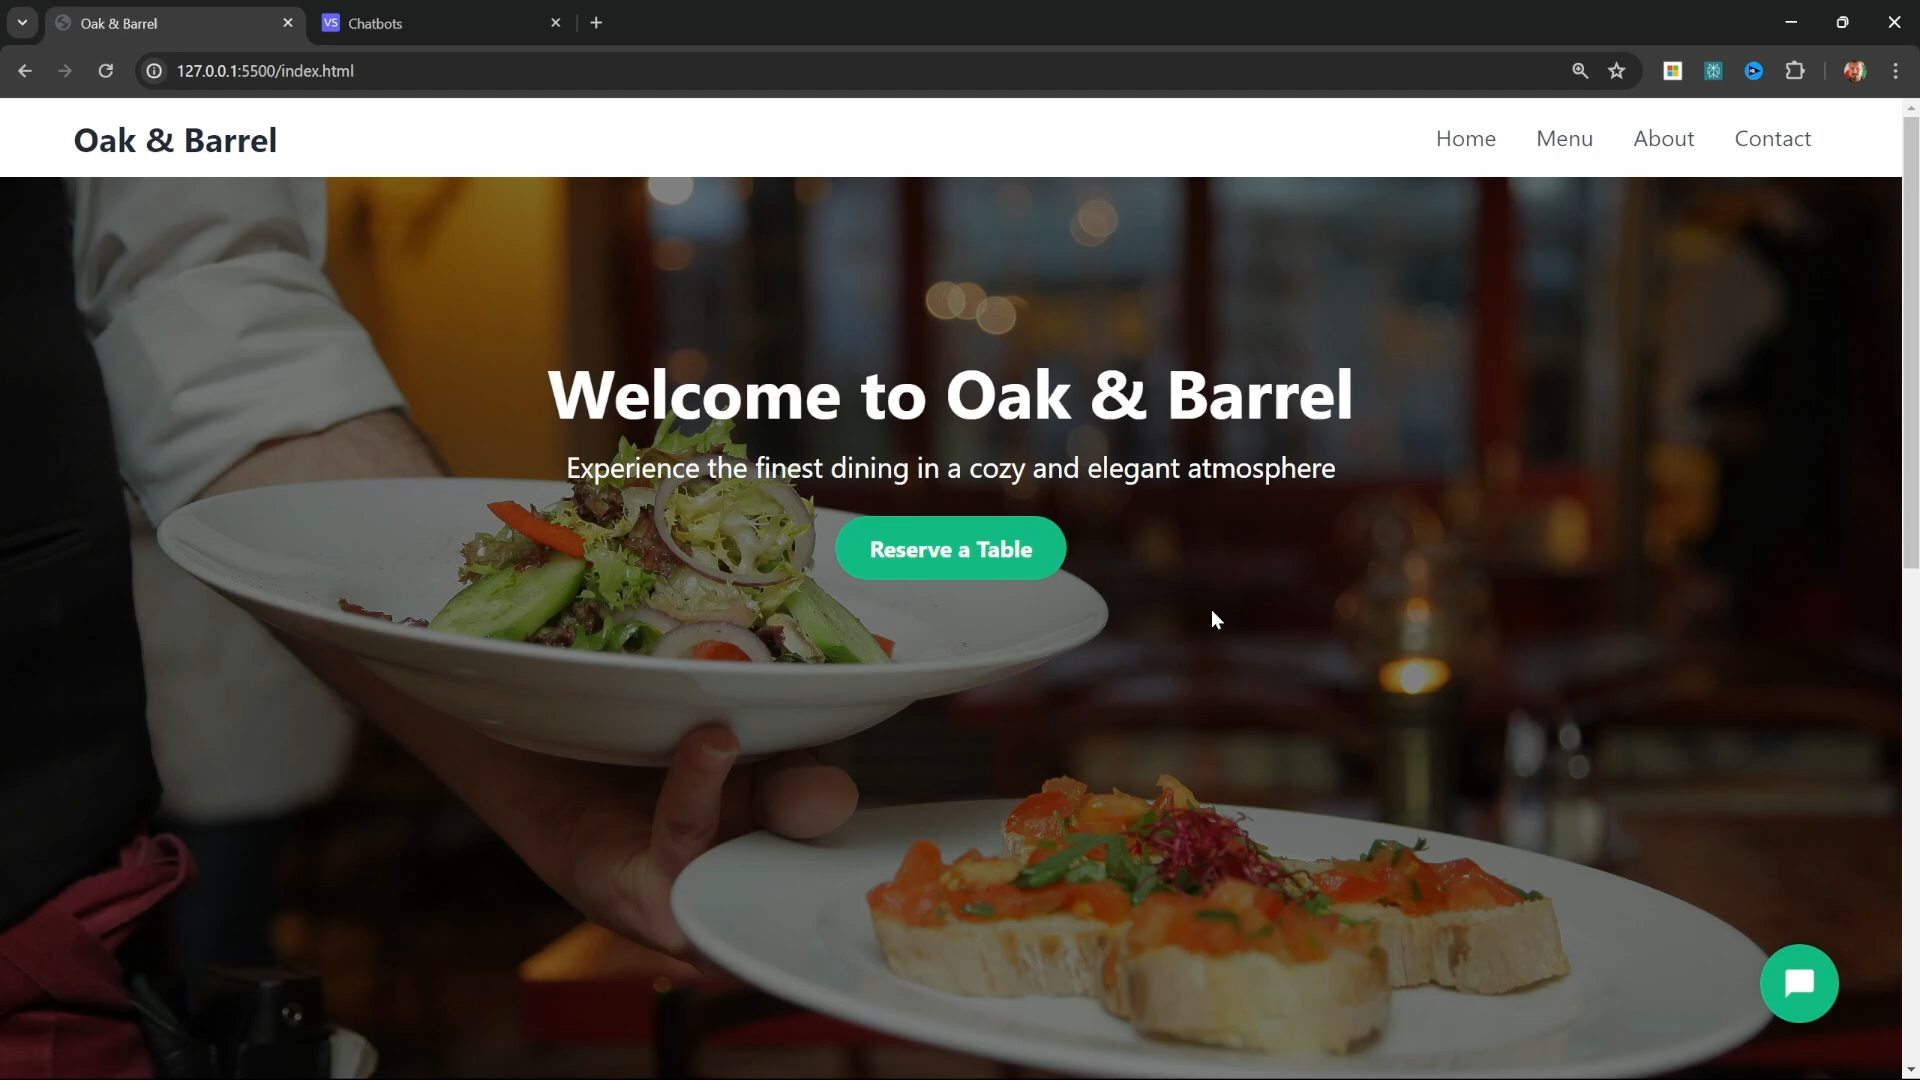 Oak & Barrel
VS Chatbots
127.0.0.1:5500/index.html
Oak & Barrel
Home Menu About Contact
Welcome to Oak & Barrel
Experience the finest dining in a cozy and elegant atmosphere
Reserve a Table